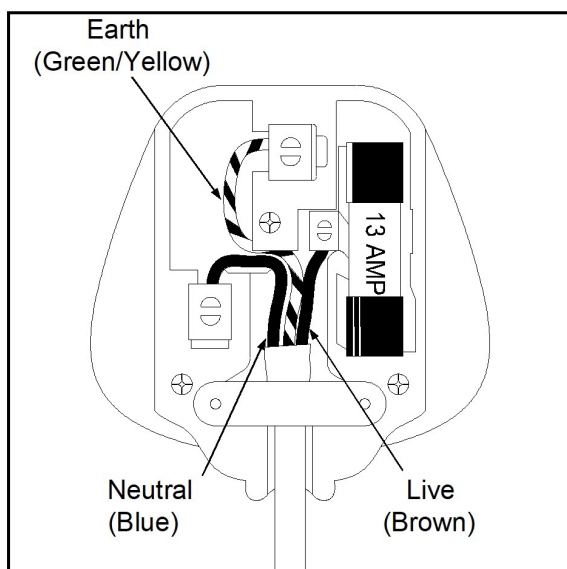 Earth
(Green/Yellow)
13 AMP
Neutral
(Blue)
Live
(Brown)